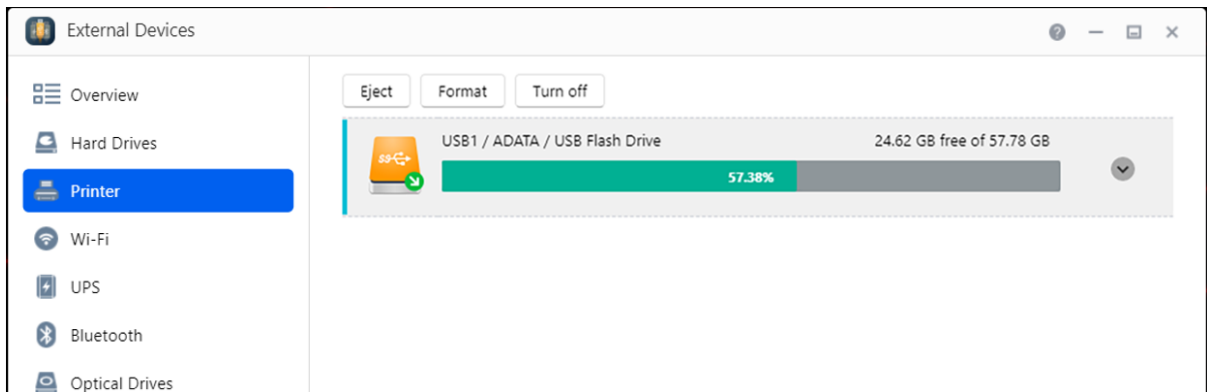 External Devices
Overview
Hard Drives
Printer
Wi-Fi
UPS
Bluetooth
Optical Drives
Eject Format Turn off
USB1 / ADATA / USB Flash Drive 24.62 GB free of 57.78 GB
57.38%